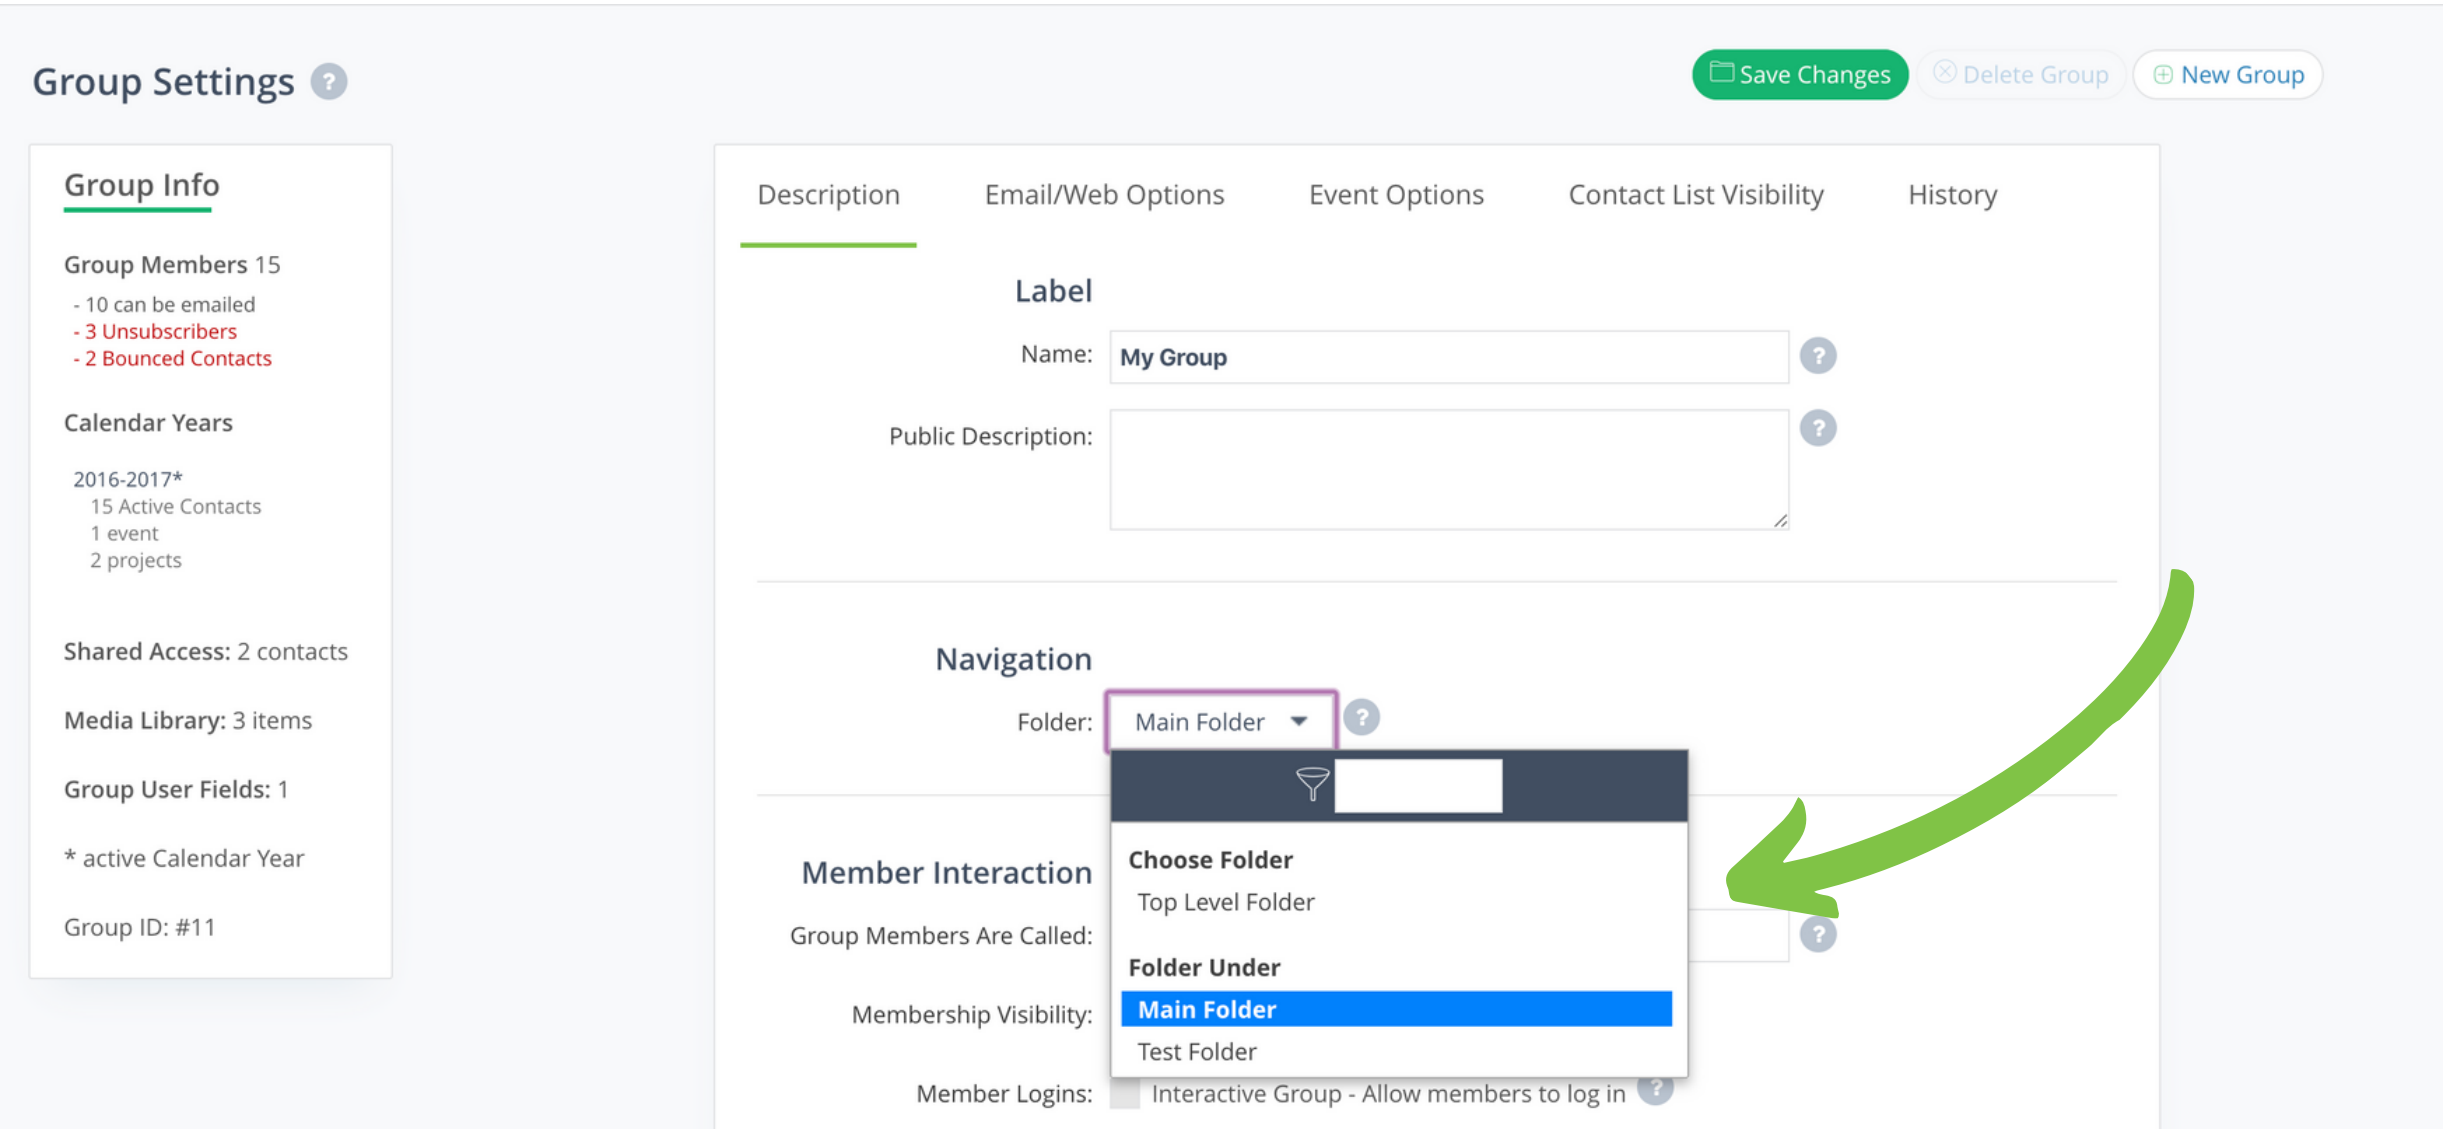 Group Settings ?
Save Changes
Delete Group
New Group
Group Info
Group Members 15
- 10 can be emailed
- 3 Unsubscribers
- 2 Bounced Contacts
Calendar Years
2016-2017*
15 Active Contacts
1 event
2 projects
Shared Access: 2 contacts
Media Library: 3 items
Group User Fields: 1
* active Calendar Year
Group ID: #11
Description
Email/Web Options
Event Options
Contact List Visibility
History
Label
Name: My Group ?
Public Description: ?
Navigation
Folder: Main Folder ?
Choose Folder
Top Level Folder
Folder Under
Main Folder
Test Folder
Member Interaction
Group Members Are Called: ?
Membership Visibility:
Member Logins: Interactive Group - Allow members to log in ?